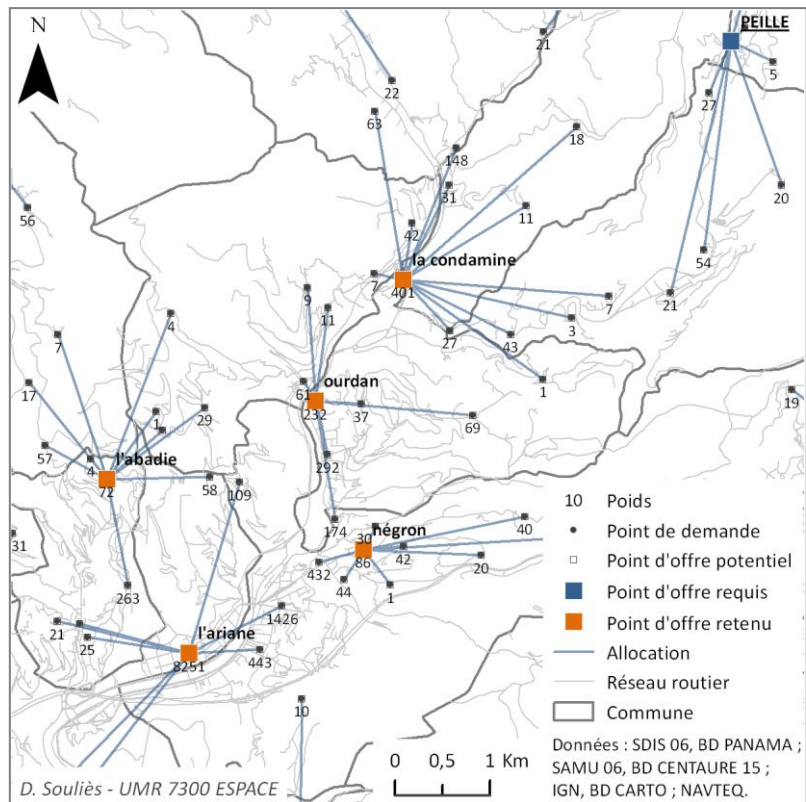 N
PEILLE
21
5
22
27
63
18
148
31
20
11
56
42
54
la condamine
7
401
21
9
7
11
4
3
7
27
43
ourdan
61
1
19
17
232
37
1
29
69
57
292
4
l'abadie
72
58
109
174
40
négron
30
31
86
42
432
20
44
1
263
1426
21
l'ariane
25
443
8251
10
10 Poids
Point de demande
Point d'offre potentiel
Point d'offre requis
Point d'offre retenu
Allocation
Réseau routier
Commune
0 0,5 1 Km
Données : SDIS 06, BD PANAMA ;
SAMU 06, BD CENTAURE 15 ;
IGN, BD CARTO ; NAVTEQ.
D. Souliès - UMR 7300 ESPACE